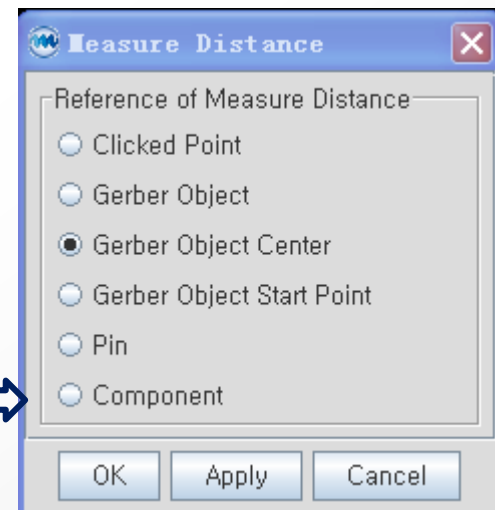 Measure Distance
Reference of Measure Distance
Clicked Point
Gerber Object
Gerber Object Center
Gerber Object Start Point
Pin
Component
OK Apply Cancel